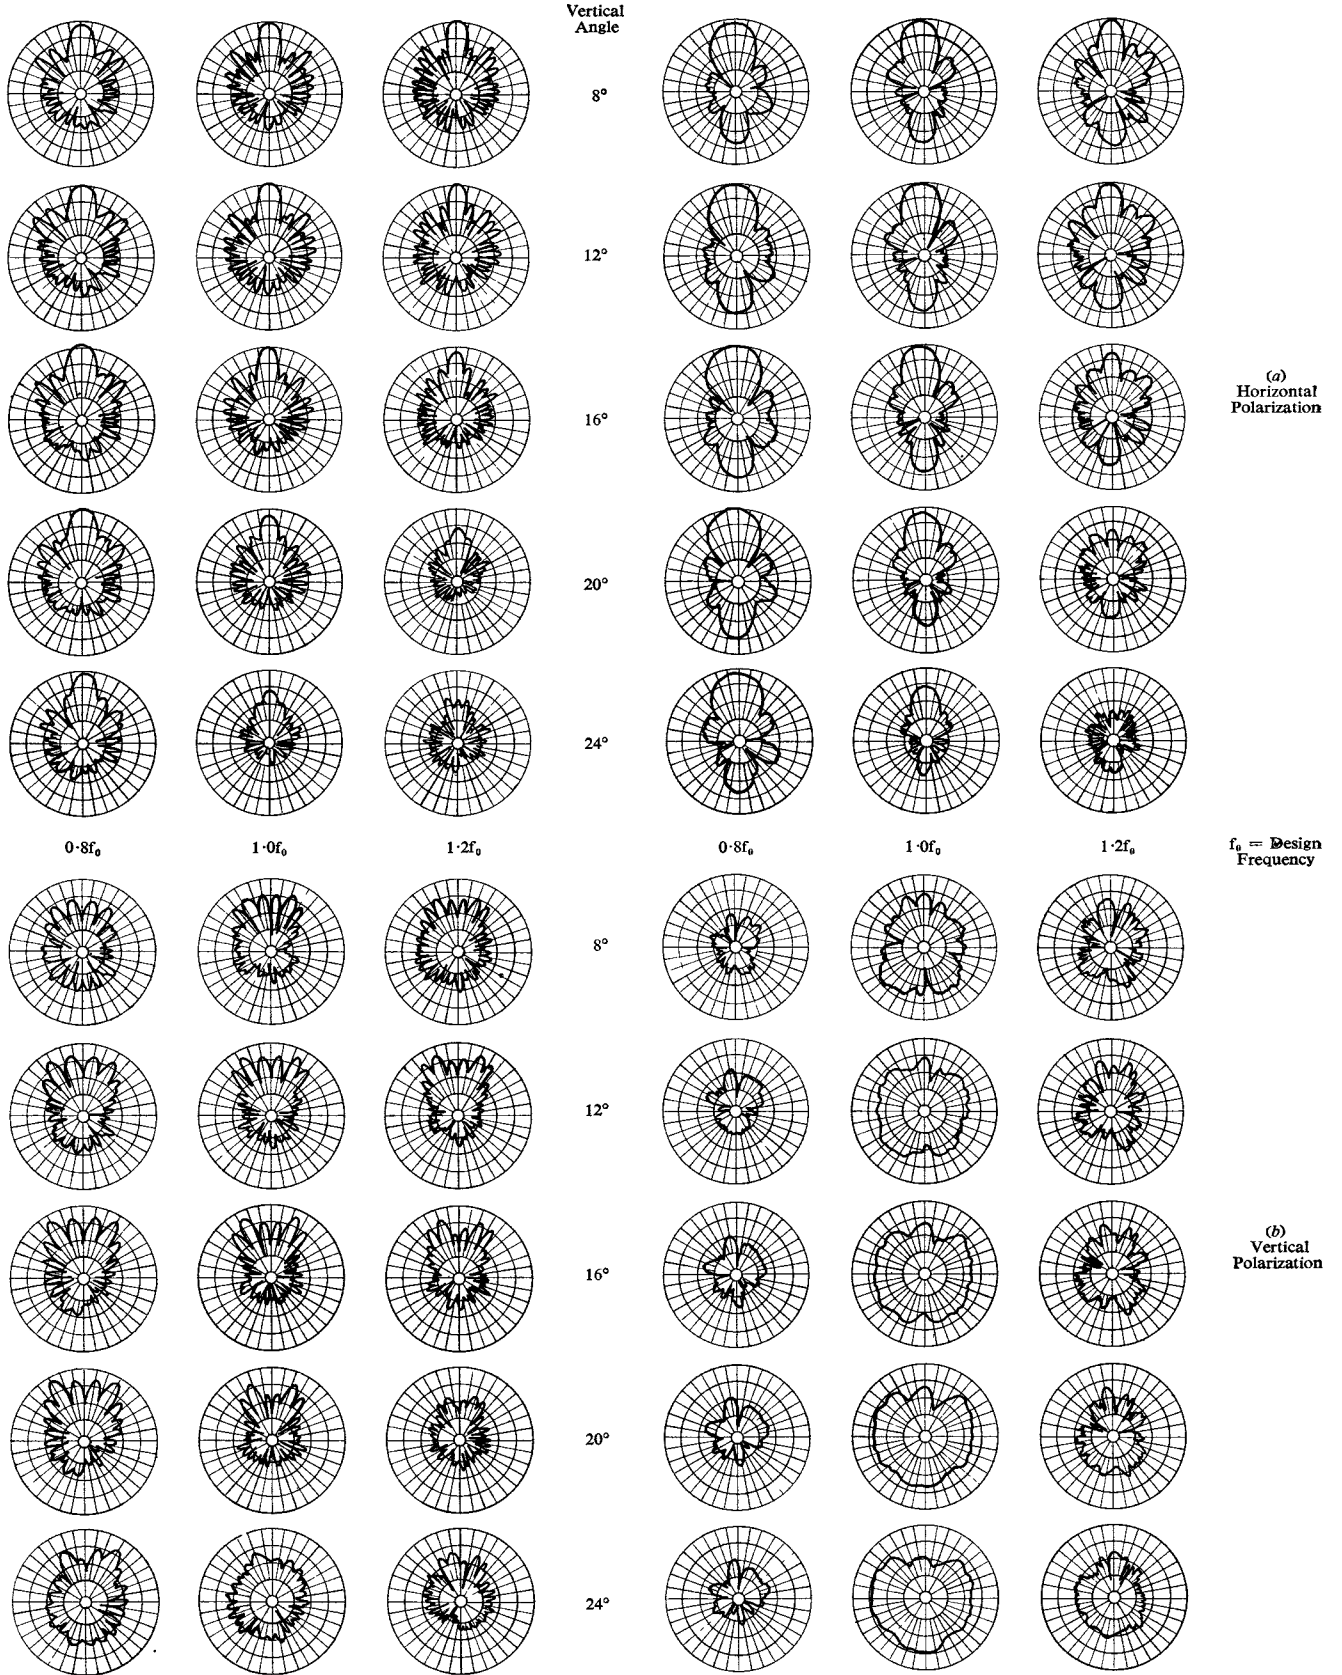 Vertical
Angle
8°
12°
16°
(a)
Horizontal
Polarization
20°
24°
0·8f₀ 1·0f₀ 1·2f₀ 0·8f₀ 1·0f₀ 1·2f₀ f₀ = Design
Frequency
8°
12°
16°
(b)
Vertical
Polarization
20°
24°